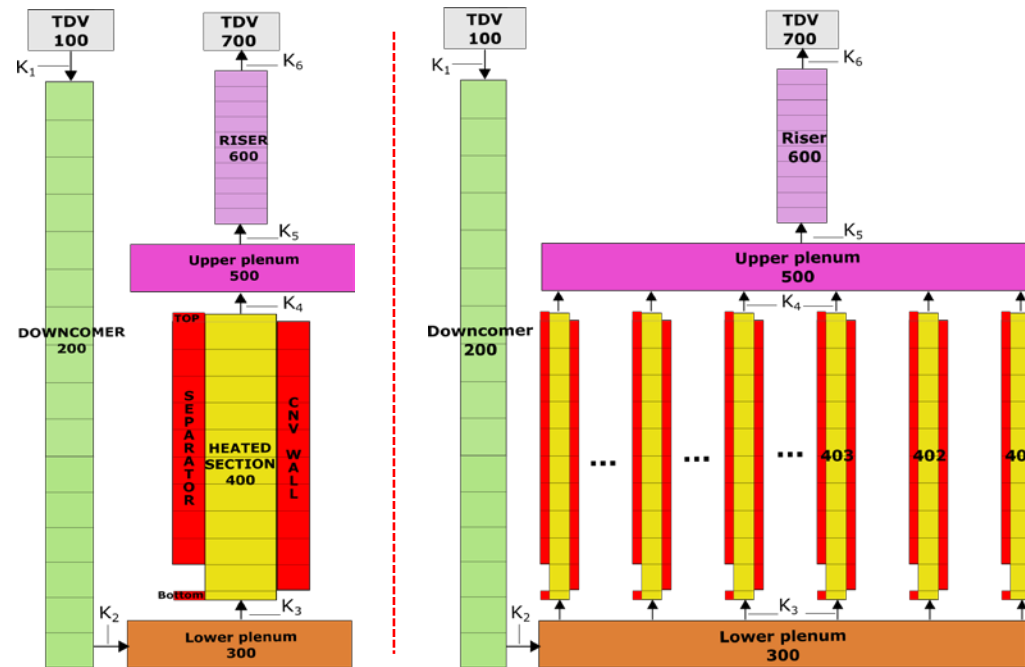 TDV
100
K1
TDV
700
K6
RISER
600
K5
Upper plenum
500
K4
DOWNCOMER
200
TOP
SEPARATOR
HEATED
SECTION
400
CNV WALL
Bottom
K3
K2
Lower plenum
300
TDV
100
K1
TDV
700
K6
Riser
600
K5
Upper plenum
500
K4
Downcomer
200
...
...
...
403
402
K3
K2
Lower plenum
300